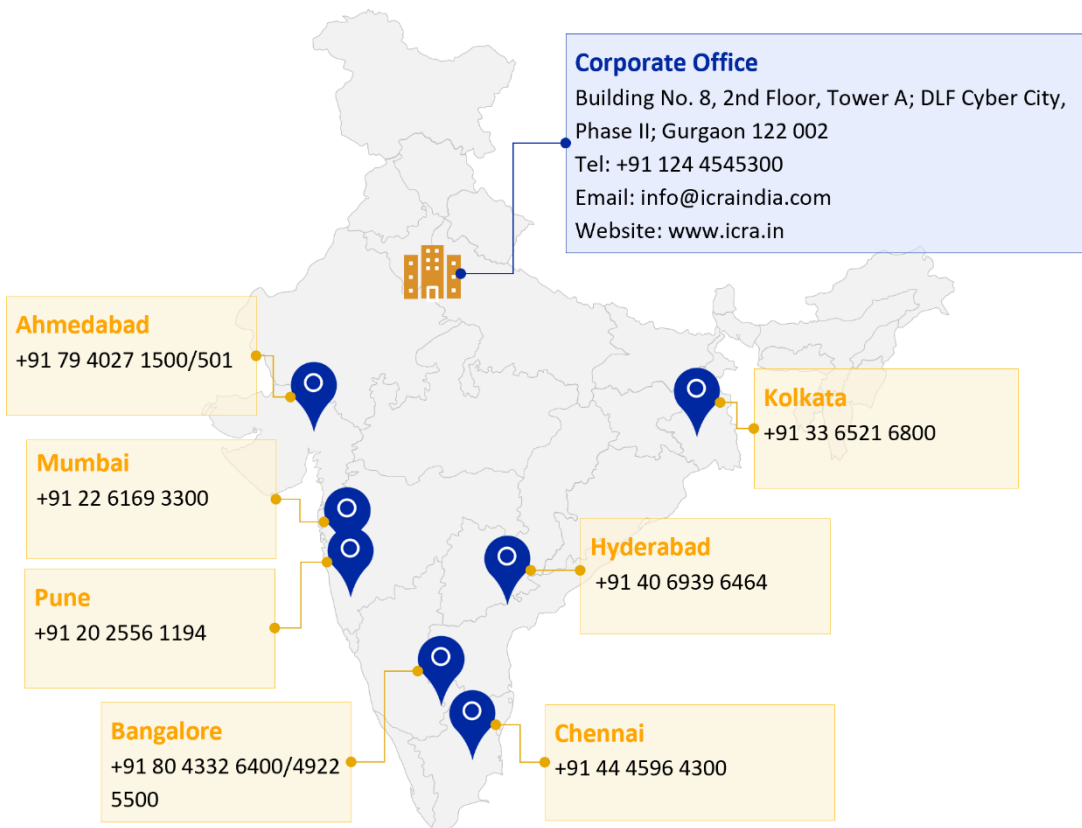 Corporate Office
Building No. 8, 2nd Floor, Tower A; DLF Cyber City,
Phase II; Gurgaon 122 002
Tel: +91 124 4545300
Email: info@icraindia.com
Website: www.icra.in
Ahmedabad
+91 79 4027 1500/501
Kolkata
+91 33 6521 6800
Mumbai
+91 22 6169 3300
Hyderabad
+91 40 6939 6464
Pune
+91 20 2556 1194
Bangalore
+91 80 4332 6400/4922
5500
Chennai
+91 44 4596 4300